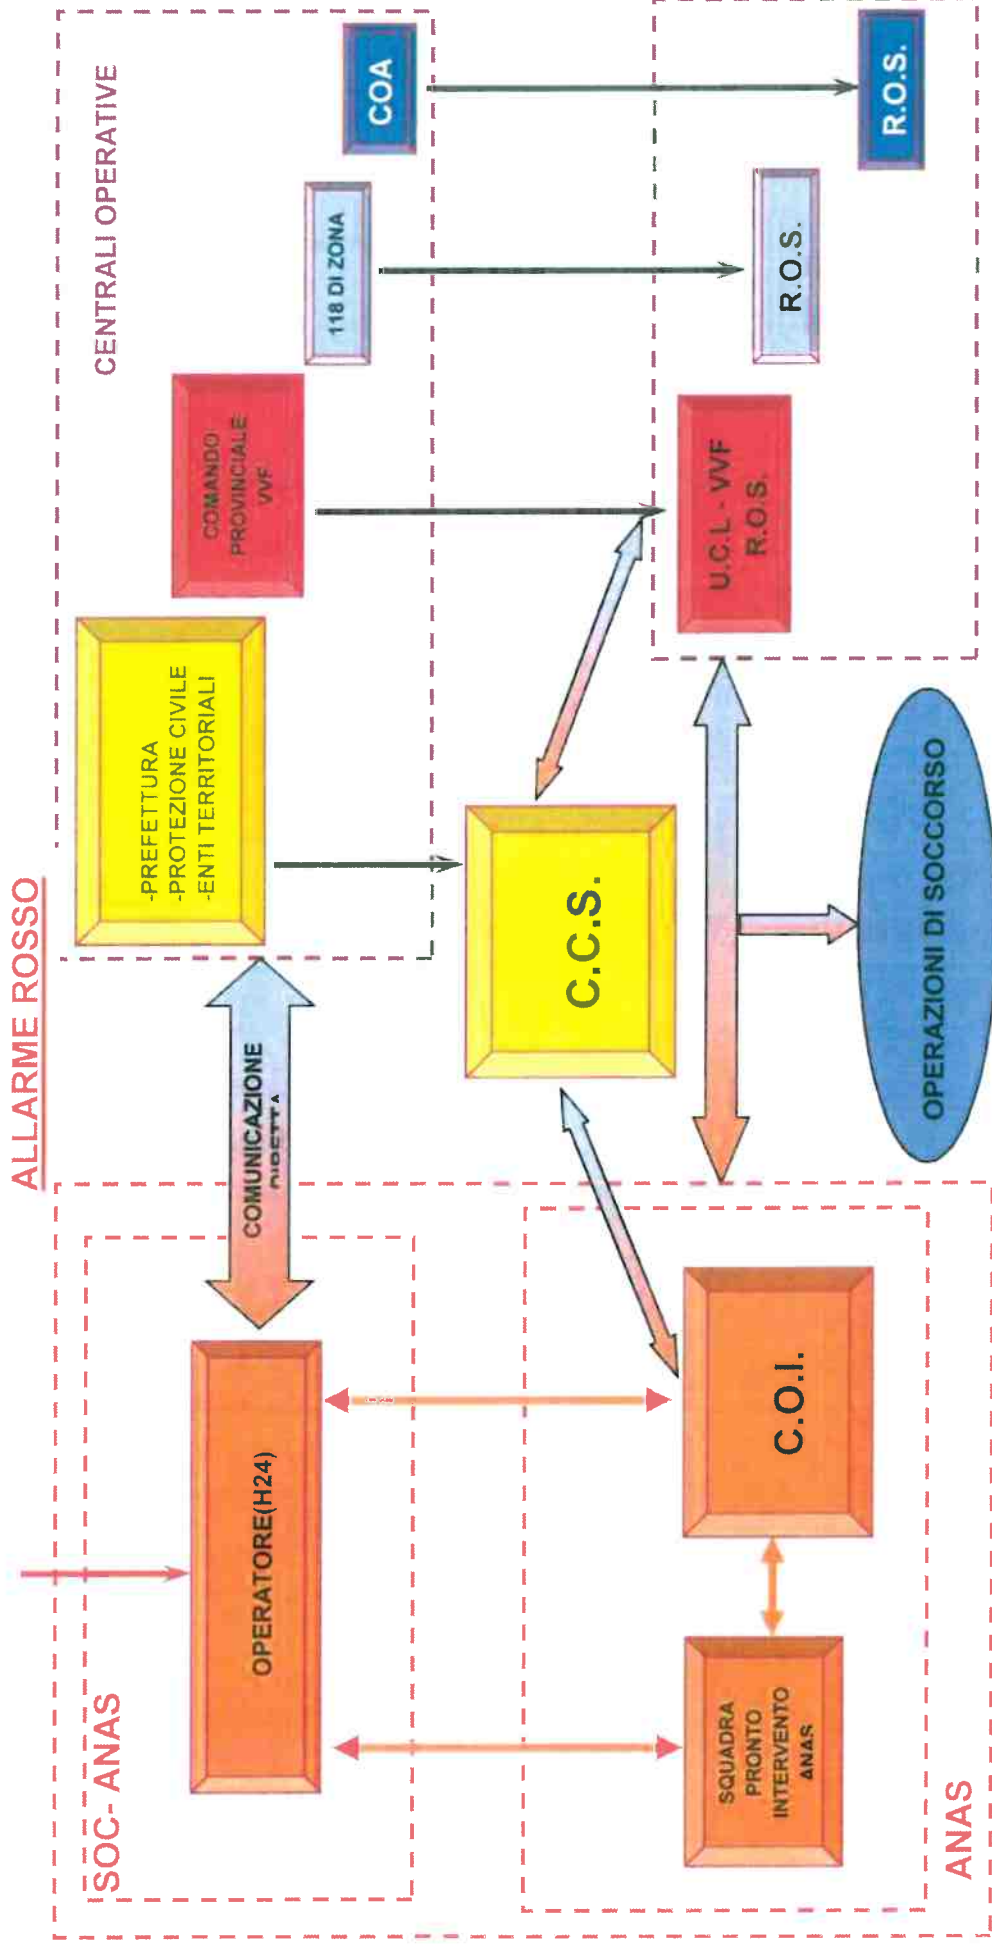 ALLARME ROSSO
SOC- ANAS
OPERATORE(H24)
COMUNICAZIONE
-PREFETTURA
-PROTEZIONE CIVILE
-ENTI TERRITORIALI
COMANDO
PROVINCIALE
VVF
118 DI ZONA
COA
CENTRALI OPERATIVE
C.C.S.
SQUADRA
PRONTO
INTERVENTO
ANAS
C.O.I.
ANAS
U.C.L - VVF
R.O.S.
R.O.S.
R.O.S.
OPERAZIONI DI SOCCORSO